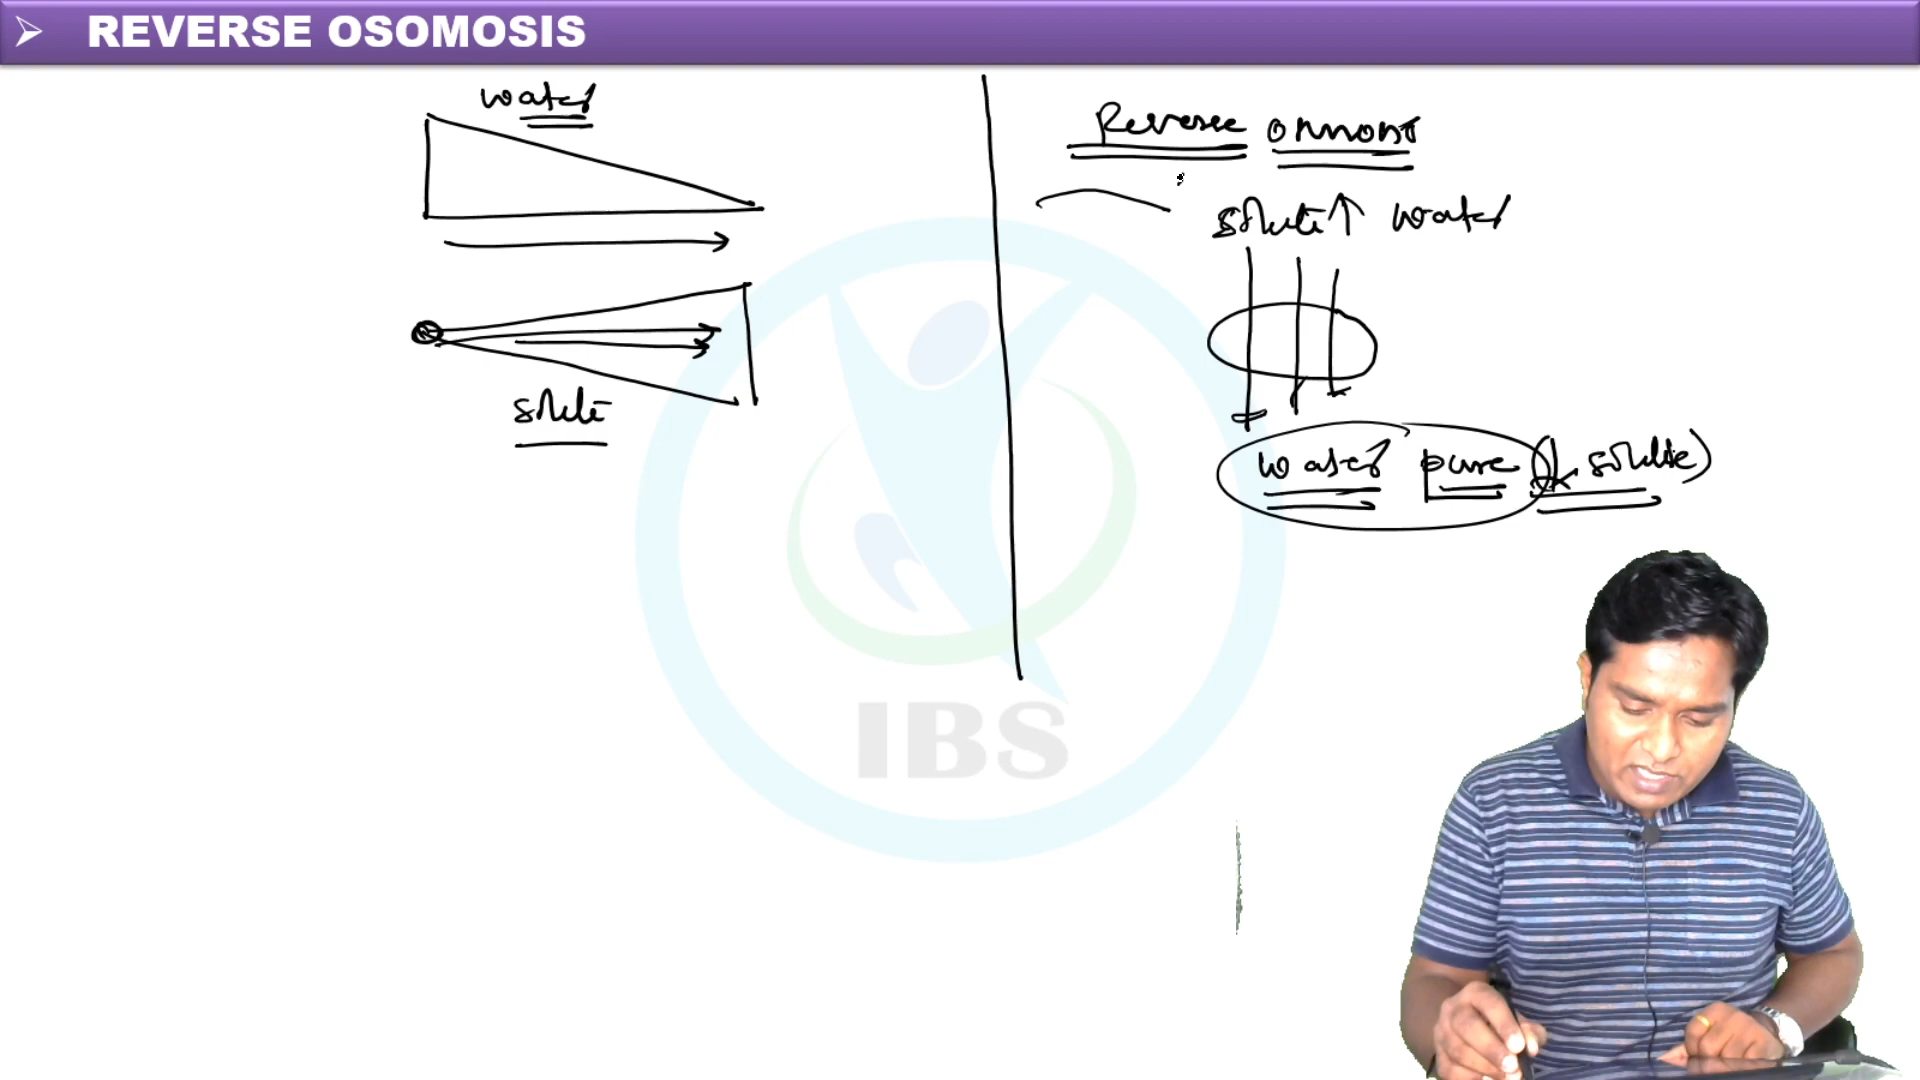 REVERSE OSOMOSIS
water
solute
Reverse osmosis
solute↑ water
water pure (↓ solute)
IBS